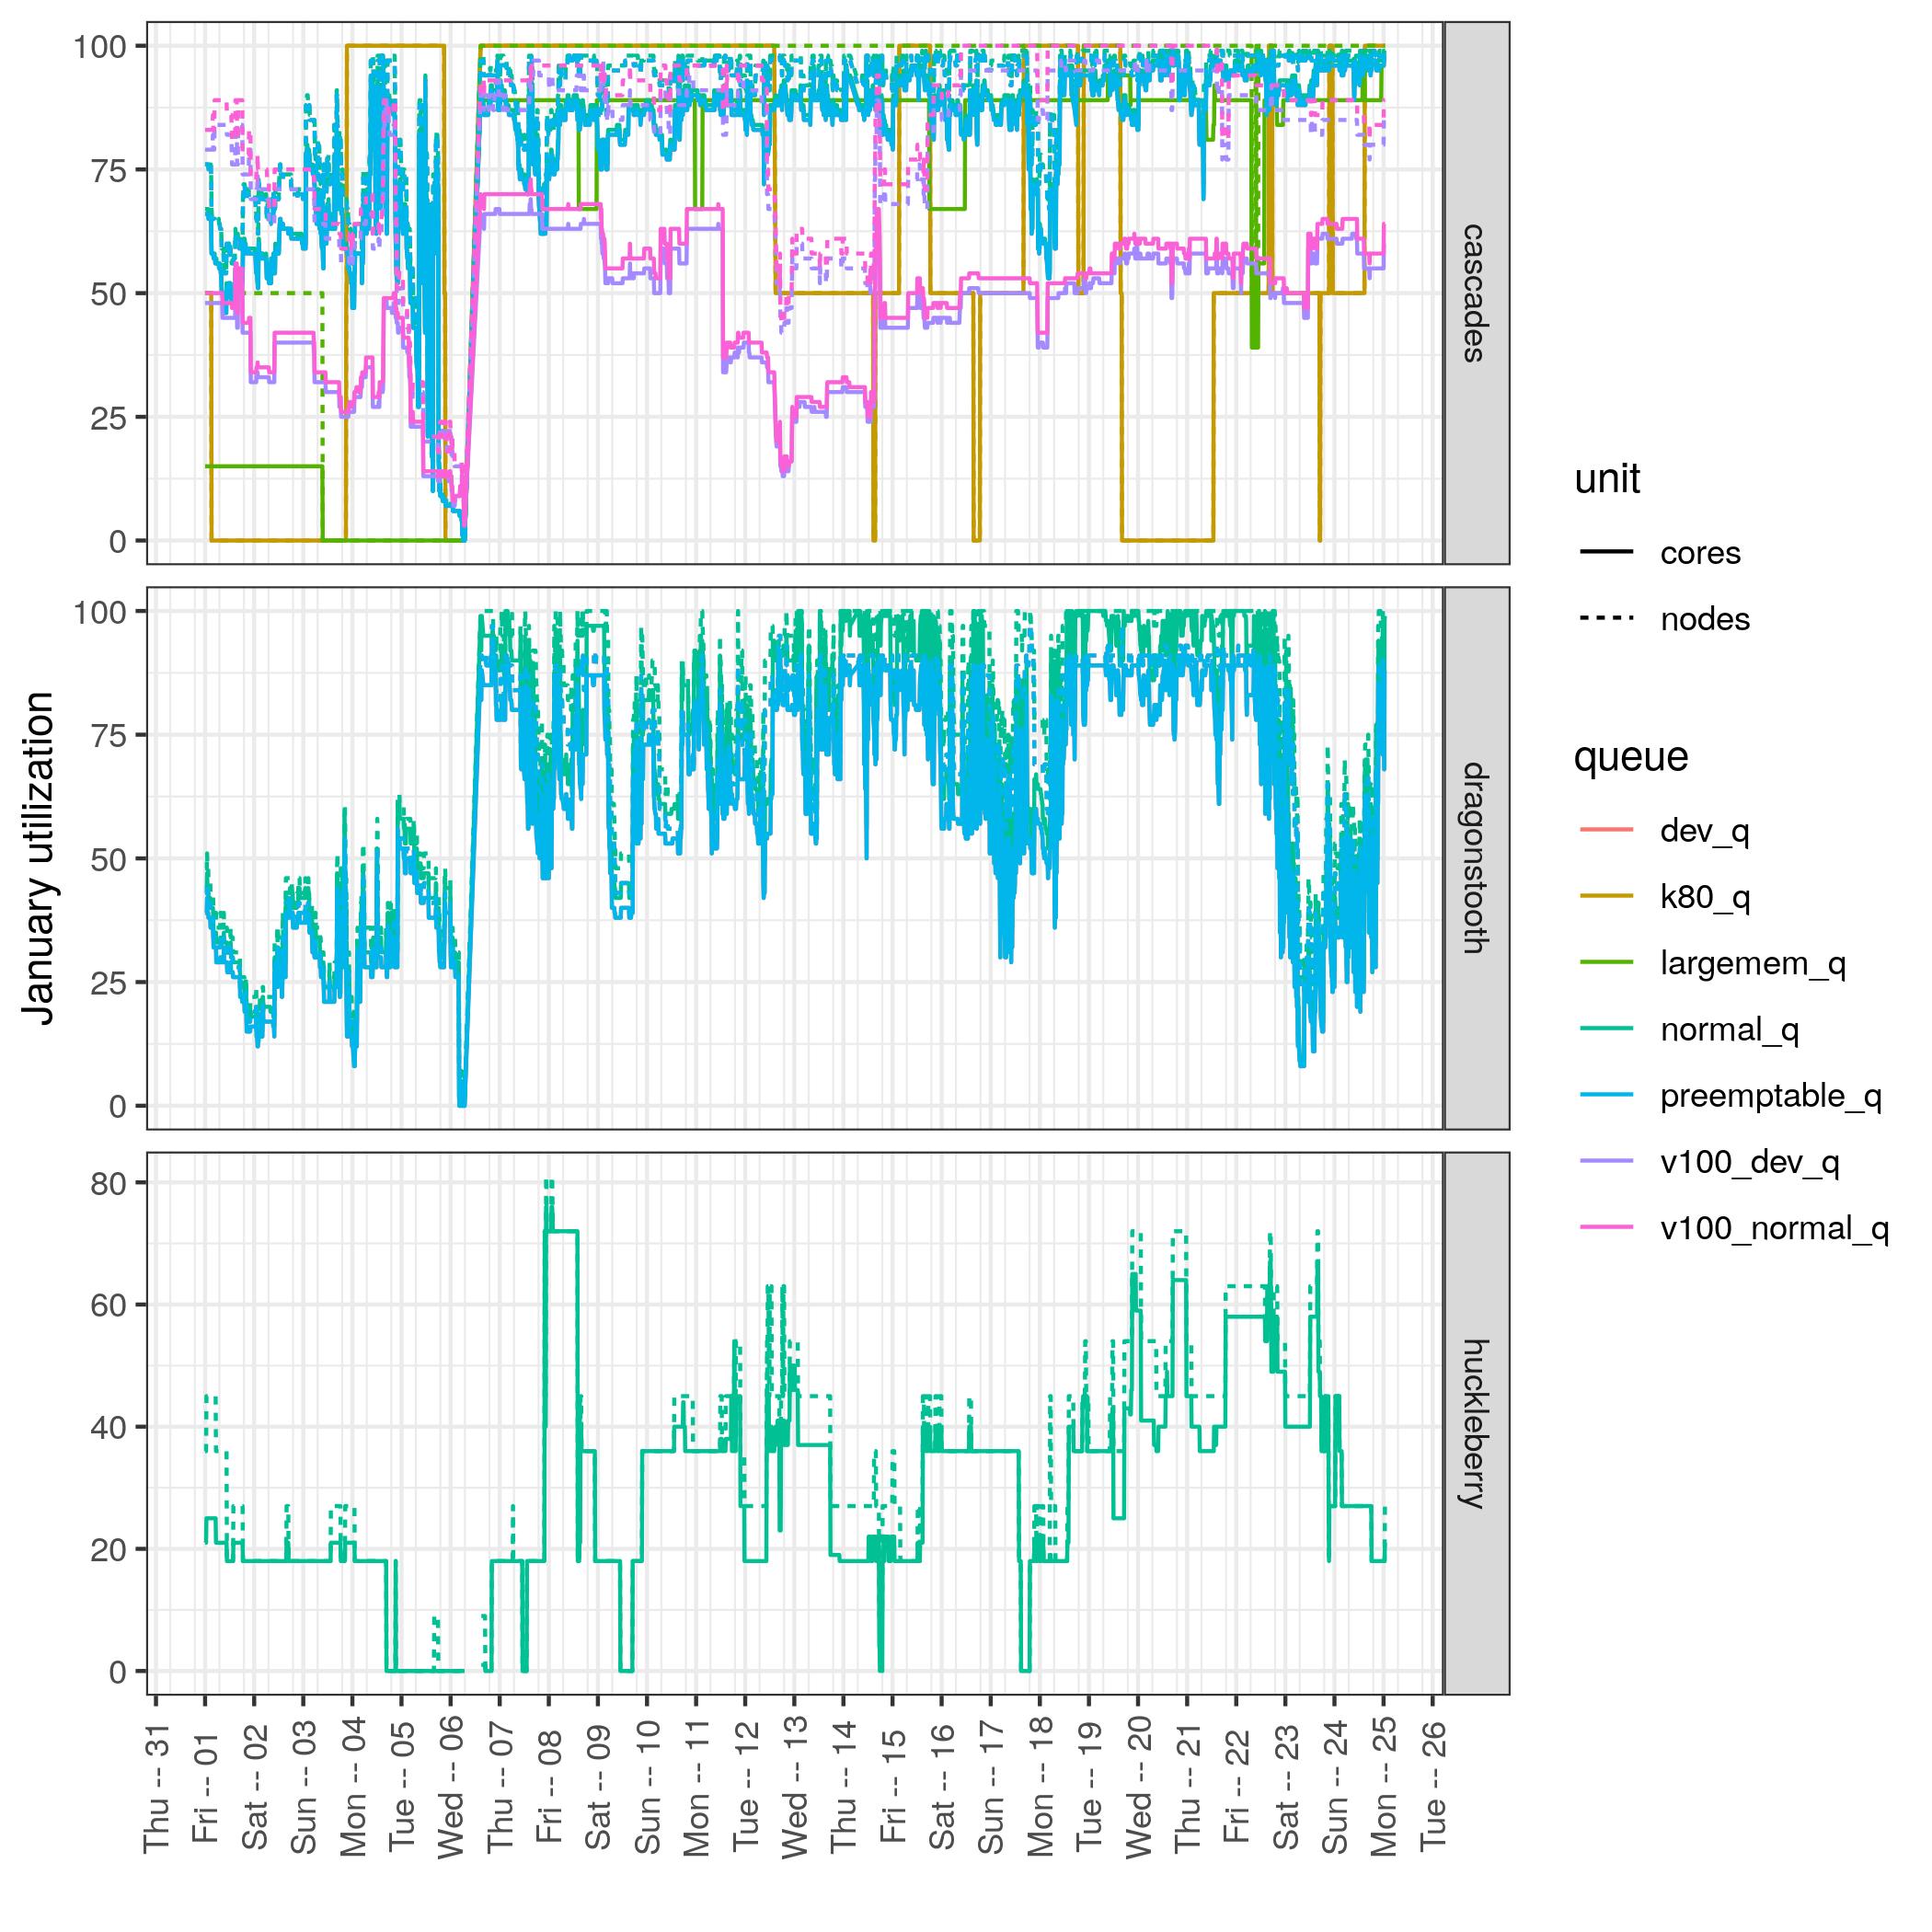 January utilization
100
75
50
25
0
cascades
100
75
50
25
0
dragonstooth
80
60
40
20
0
huckleberry
Thu -- 31
Fri -- 01
Sat -- 02
Sun -- 03
Mon -- 04
Tue -- 05
Wed -- 06
Thu -- 07
Fri -- 08
Sat -- 09
Sun -- 10
Mon -- 11
Tue -- 12
Wed -- 13
Thu -- 14
Fri -- 15
Sat -- 16
Sun -- 17
Mon -- 18
Tue -- 19
Wed -- 20
Thu -- 21
Fri -- 22
Sat -- 23
Sun -- 24
Mon -- 25
Tue -- 26
unit
cores
nodes
queue
dev_q
k80_q
largemem_q
normal_q
preemptable_q
v100_dev_q
v100_normal_q